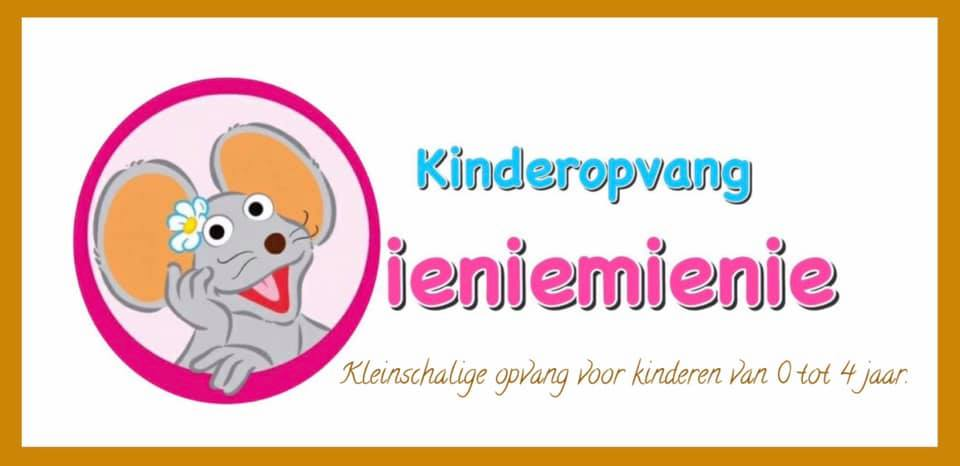 Kinderopvang
ieniemienie
Kleinschalige opvang voor kinderen van 0 tot 4 jaar.